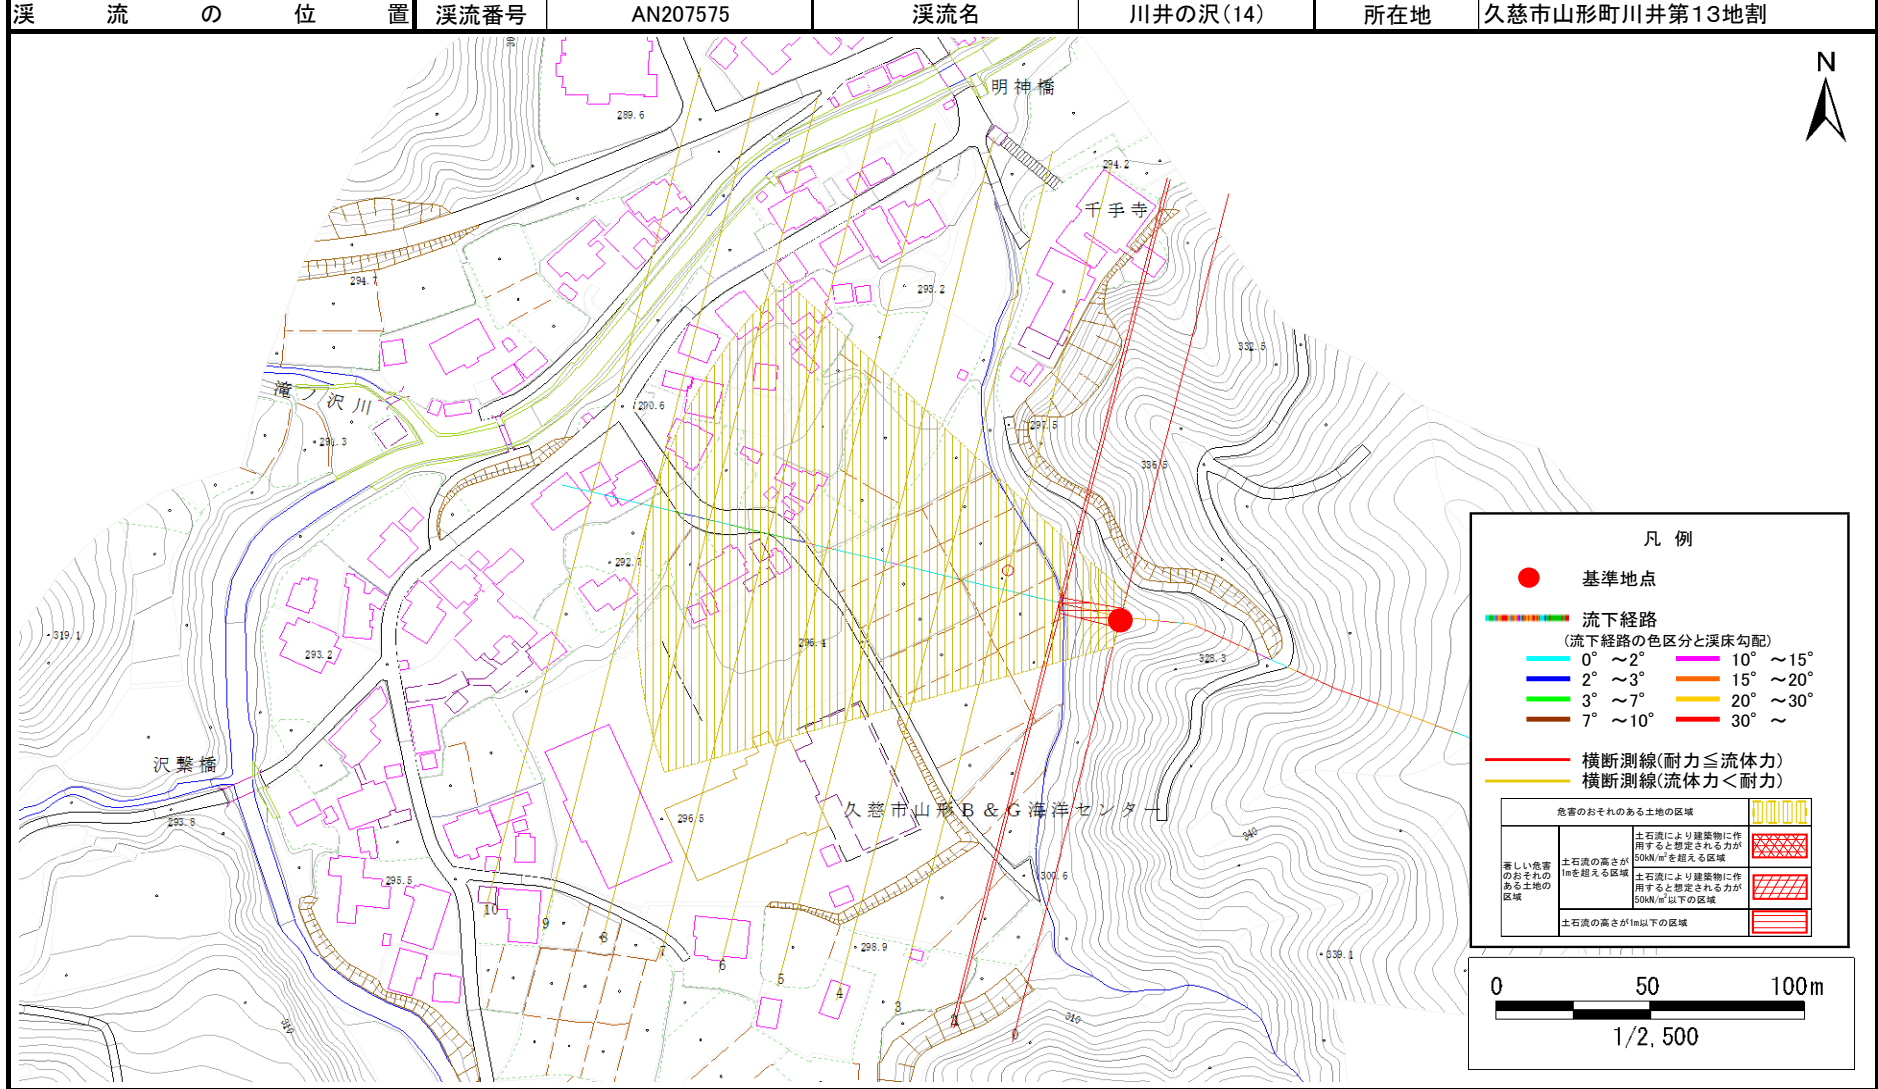 渓流の位置 渓流番号 AN207575 渓流名 川井の沢(14) 所在地 久慈市山形町川井第13地割
N
明神橋
289.6
294.2
千手寺
294.7
293.2
332.5
滝ノ沢川
290.6
291.3
297.5
336.5
292.7
319.1
293.2
296.4
328.3
沢繋橋
293.8
296.5
久慈市山形B&G海洋センター
340
295.5
300.6
10
9
8
7
6
5
4
3
0
298.9
339.1
310
310
凡例
基準地点
流下経路
(流下経路の色区分と渓床勾配)
0° ~2° 10° ~15°
2° ~3° 15° ~20°
3° ~7° 20° ~30°
7° ~10° 30° ~
横断測線(耐力≦流体力)
横断測線(流体力<耐力)
危害のおそれのある土地の区域
著しい危害
のおそれの
ある土地の
区域
土石流の高さが
1mを超える区域
土石流により建築物に作
用すると想定される力が
50kN/㎡を超える区域
土石流により建築物に作
用すると想定される力が
50kN/㎡以下の区域
土石流の高さが1m以下の区域
0 50 100m
1/2,500